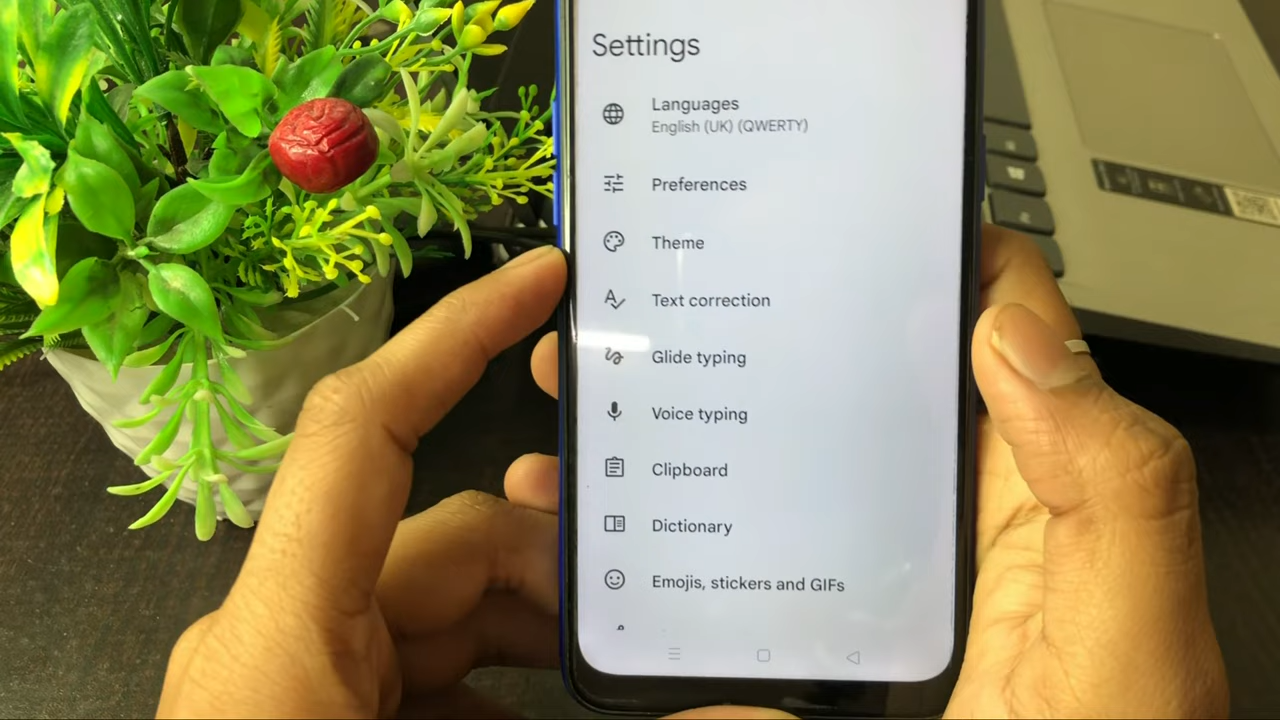 Settings
Languages
English (UK) (QWERTY)
Preferences
Theme
Text correction
Glide typing
Voice typing
Clipboard
Dictionary
Emojis, stickers and GIFs